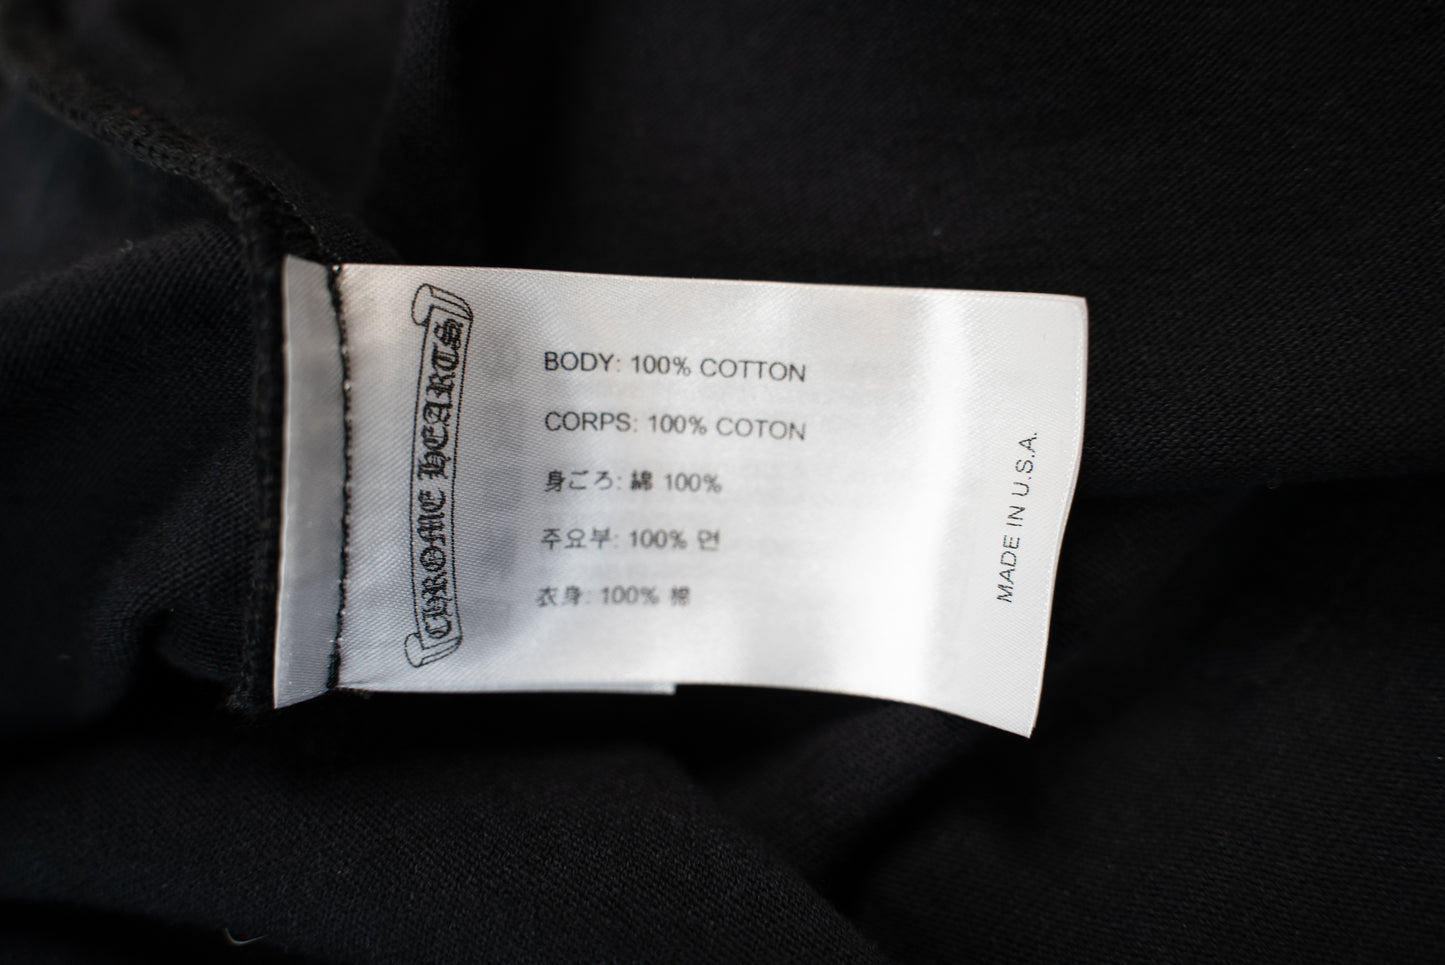 CHROME HEARTS
BODY: 100% COTTON
CORPS: 100% COTON
身ごろ: 綿 100%
주요부: 100% 면
衣身: 100% 棉
MADE IN U.S.A.